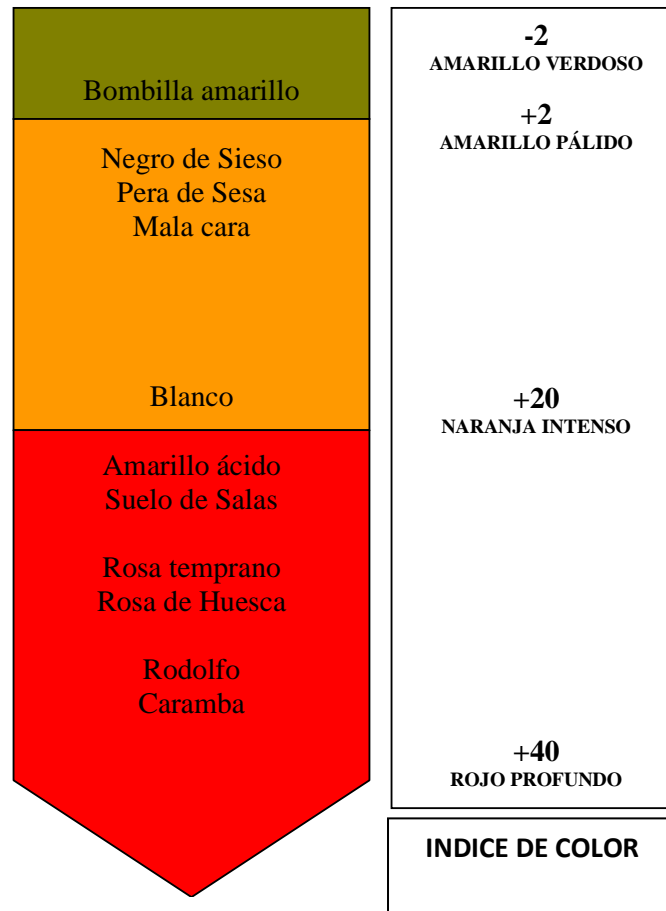 Bombilla amarillo
Negro de Sieso
Pera de Sesa
Mala cara
Blanco
Amarillo ácido
Suelo de Salas
Rosa temprano
Rosa de Huesca
Rodolfo
Caramba
-2
AMARILLO VERDOSO
+2
AMARILLO PÁLIDO
+20
NARANJA INTENSO
+40
ROJO PROFUNDO
INDICE DE COLOR